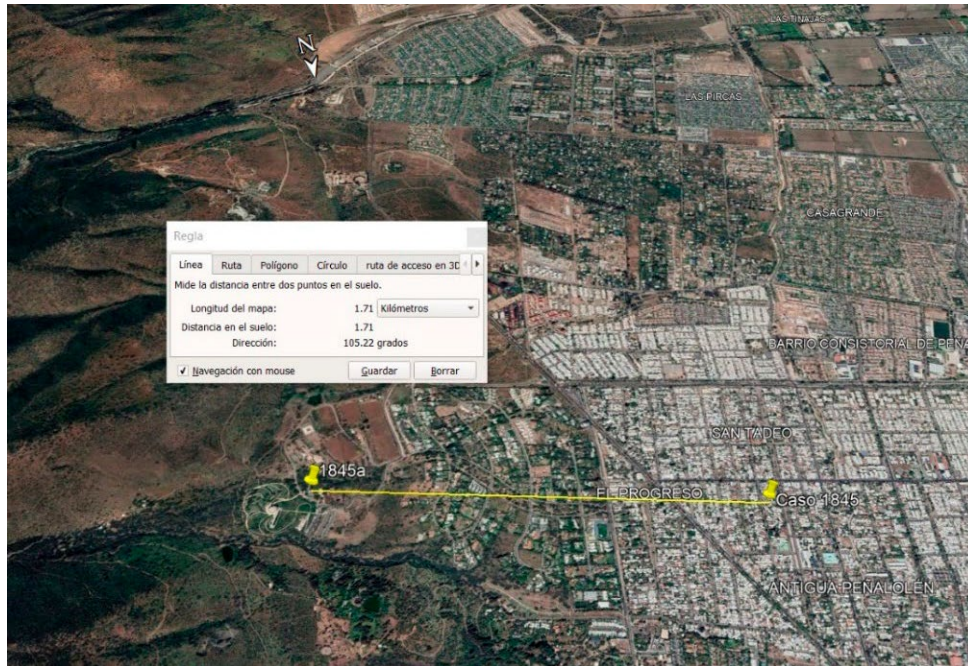 LAS TINAJAS
N
LAS PIRCAS
CASAGRANDE
Regla
Línea Ruta Polígono Círculo ruta de acceso en 3D
Mide la distancia entre dos puntos en el suelo.
Longitud del mapa: 1.71 Kilómetros
Distancia en el suelo: 1.71
Dirección: 105.22 grados
Navegación con mouse Guardar Borrar
BARRIO CONSISTORIAL DE PEÑA
SAN TADEO
1845a
EL PROGRESO
Caso 1845
ANTIGUA PEÑALOLÉN